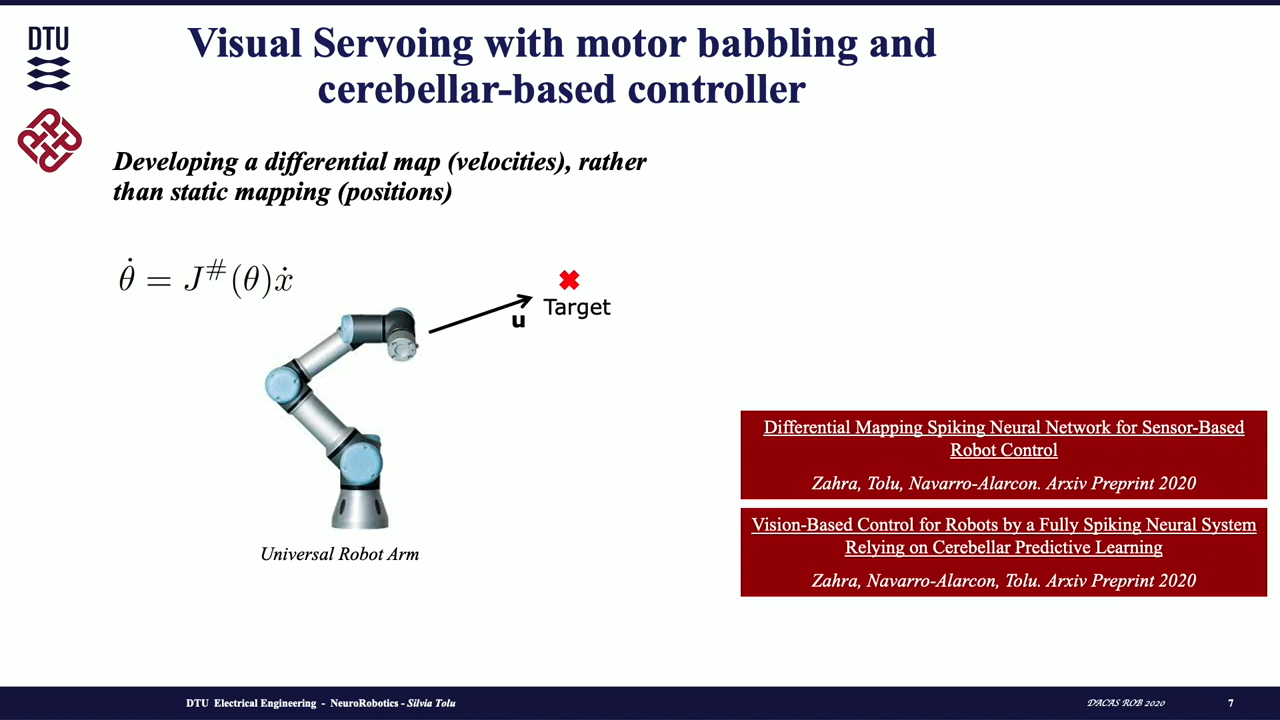 DTU
Visual Servoing with motor babbling and
cerebellar-based controller
Developing a differential map (velocities), rather
than static mapping (positions)
θ̇ = J^#(θ)ẋ
Target
u
Universal Robot Arm
Differential Mapping Spiking Neural Network for Sensor-Based
Robot Control
Zahra, Tolu, Navarro-Alarcon. Arxiv Preprint 2020
Vision-Based Control for Robots by a Fully Spiking Neural System
Relying on Cerebellar Predictive Learning
Zahra, Navarro-Alarcon, Tolu. Arxiv Preprint 2020
DTU Electrical Engineering - NeuroRobotics - Silvia Tolu
DACAS ROB 2020
7